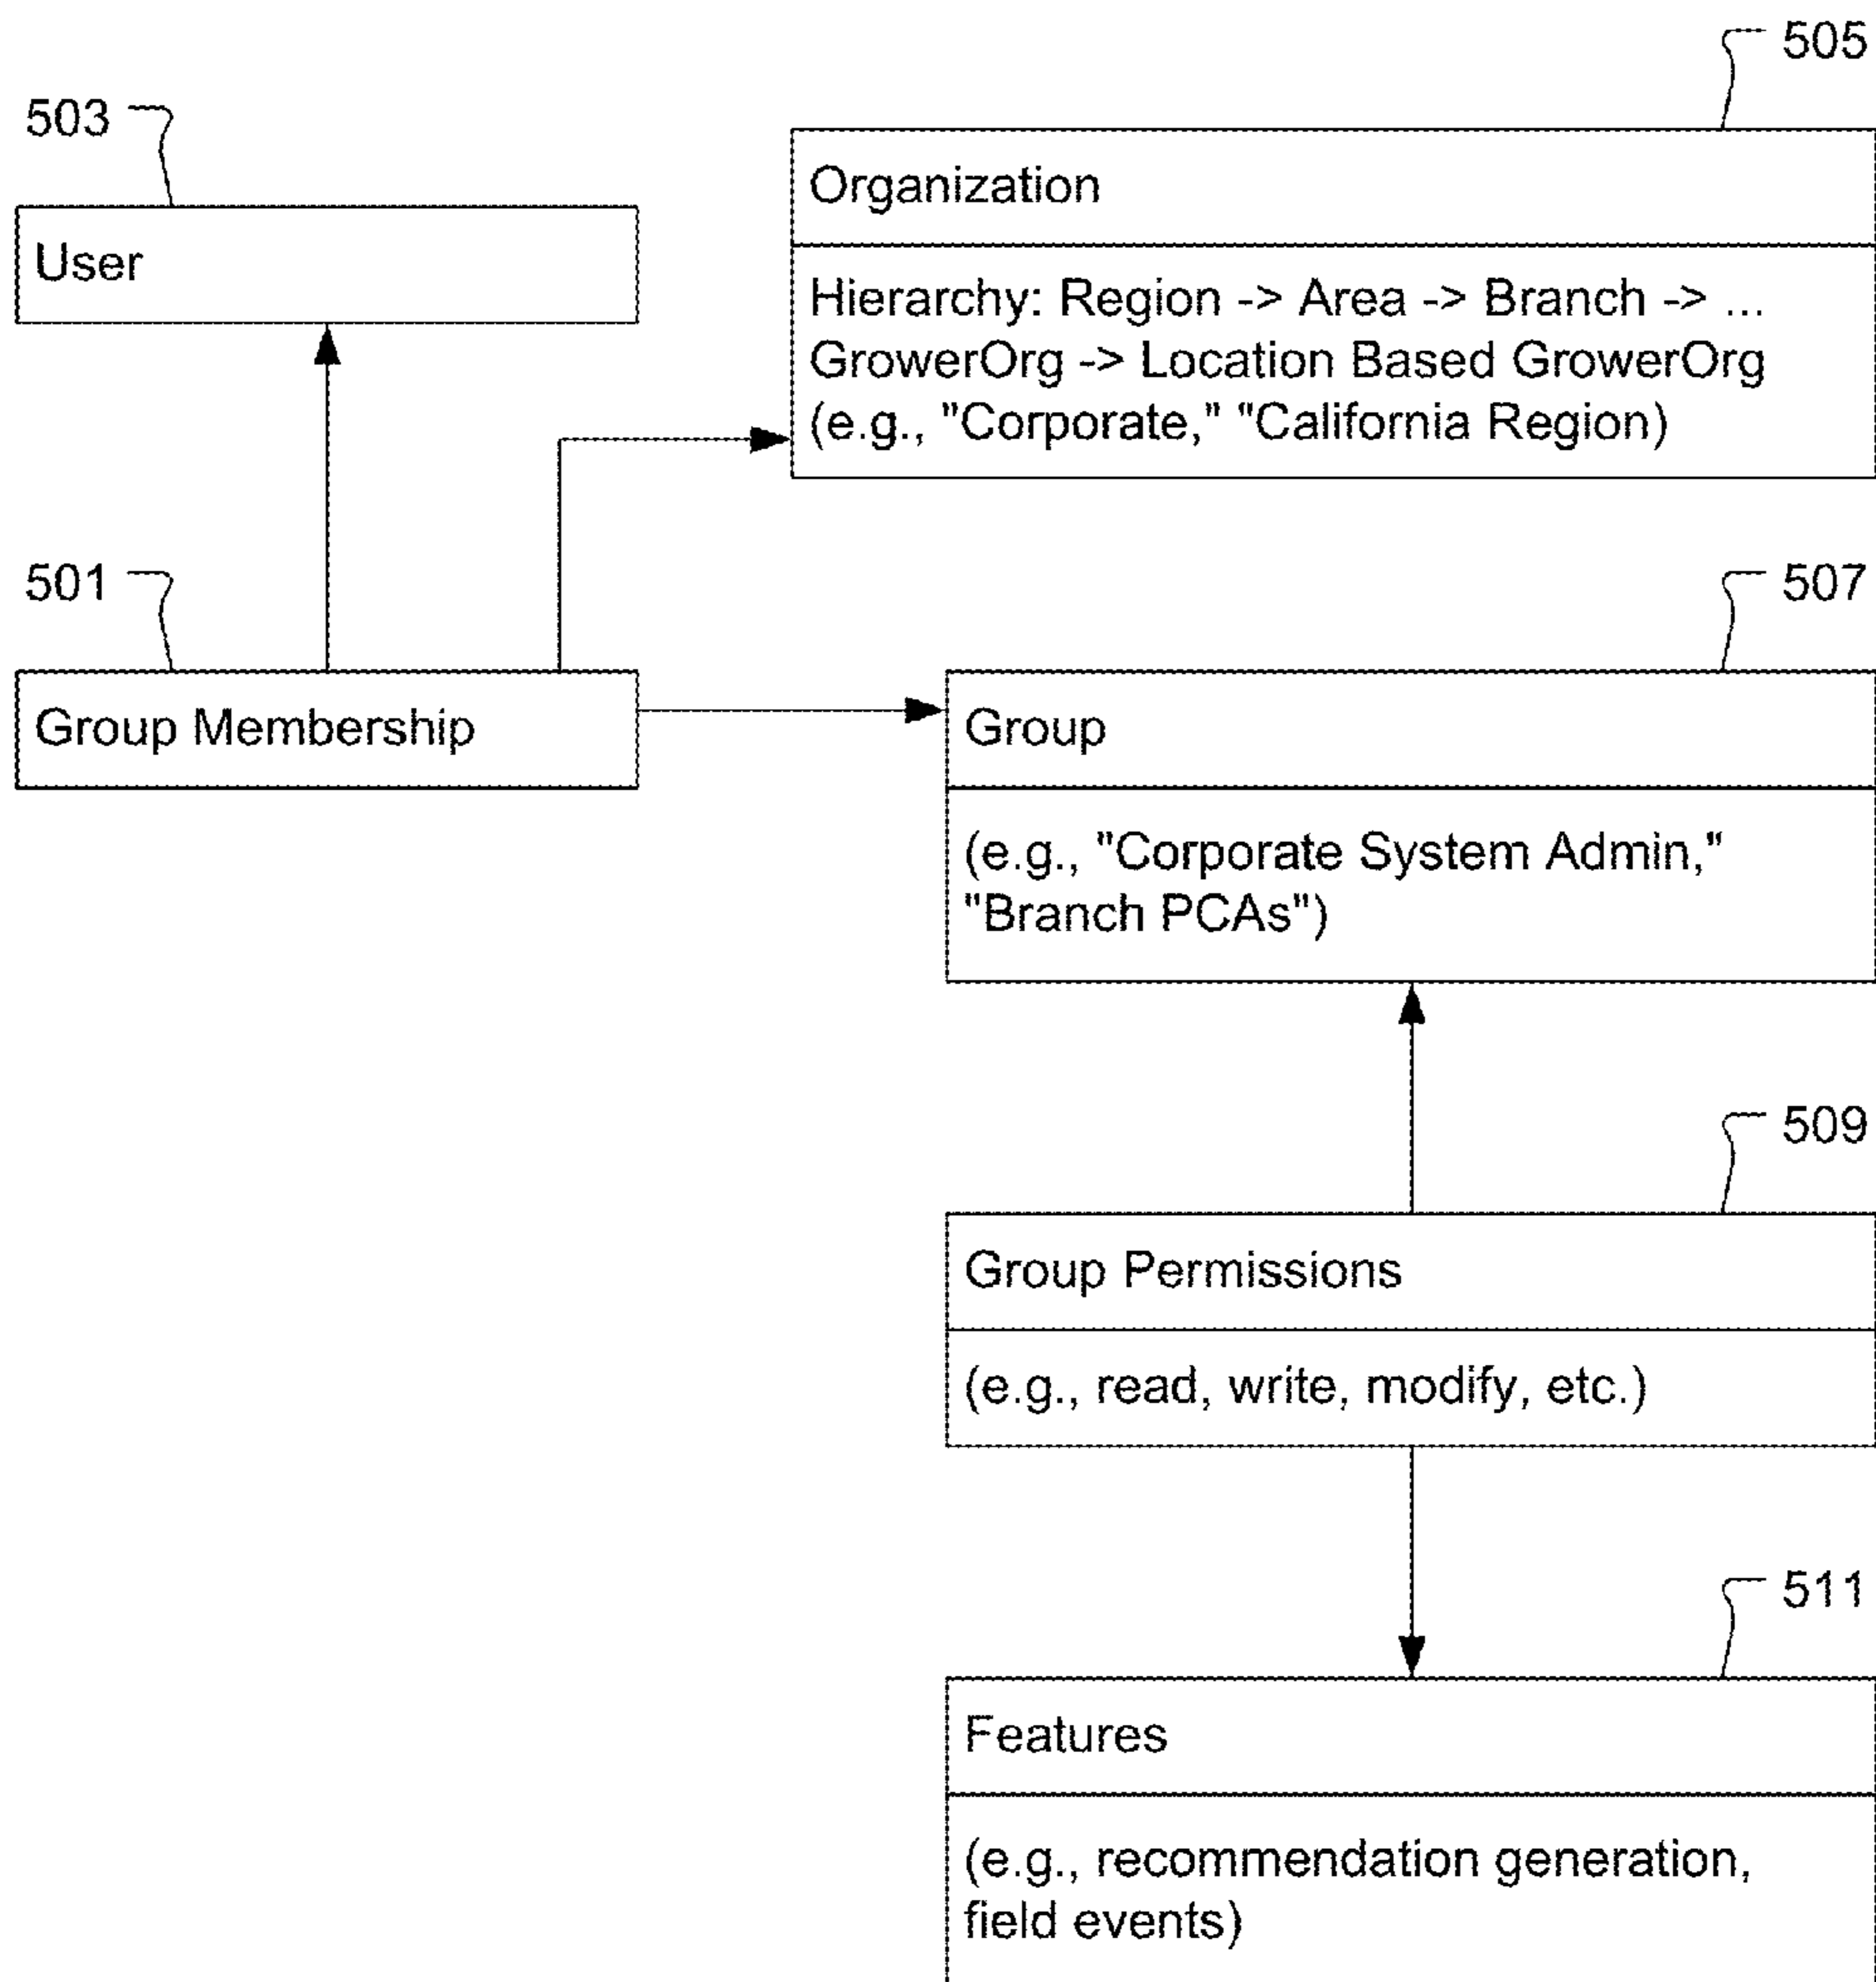 505
503
Organization
User
Hierarchy: Region -> Area -> Branch -> ...
GrowerOrg -> Location Based GrowerOrg
(e.g., "Corporate," "California Region)
501
507
Group Membership
Group
(e.g., "Corporate System Admin,"
"Branch PCAs")
509
Group Permissions
(e.g., read, write, modify, etc.)
511
Features
(e.g., recommendation generation,
field events)